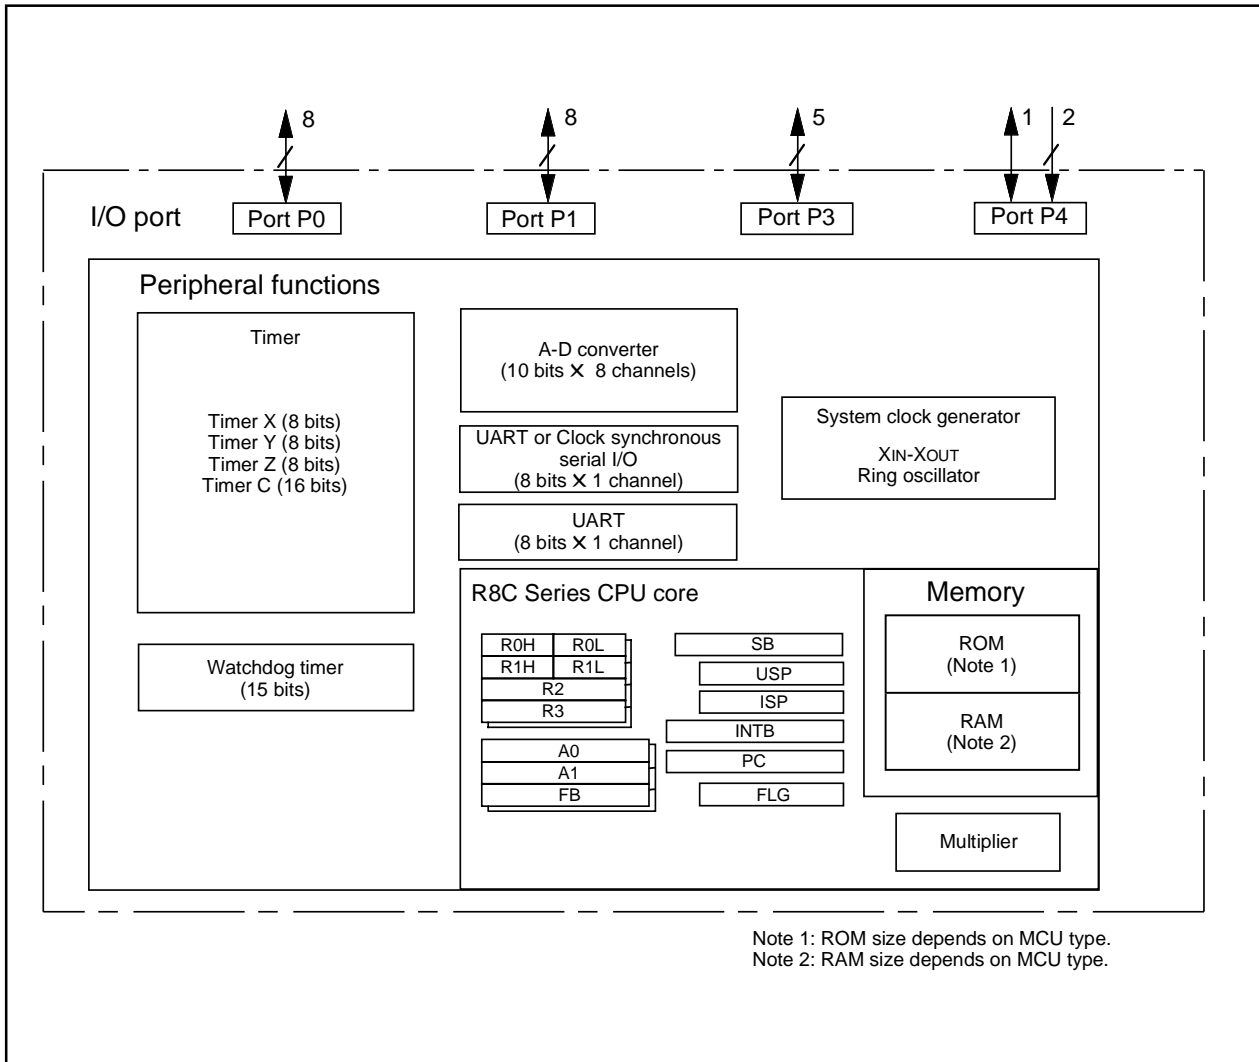 8
8
5
1
2
I/O port
Port P0
Port P1
Port P3
Port P4
Peripheral functions
Timer
Timer X (8 bits)
Timer Y (8 bits)
Timer Z (8 bits)
Timer C (16 bits)
Watchdog timer
(15 bits)
A-D converter
(10 bits × 8 channels)
UART or Clock synchronous
serial I/O
(8 bits × 1 channel)
UART
(8 bits × 1 channel)
System clock generator
XIN-XOUT
Ring oscillator
R8C Series CPU core
R0H
R0L
R1H
R1L
R2
R3
A0
A1
FB
SB
USP
ISP
INTB
PC
FLG
Memory
ROM
(Note 1)
RAM
(Note 2)
Multiplier
Note 1: ROM size depends on MCU type.
Note 2: RAM size depends on MCU type.